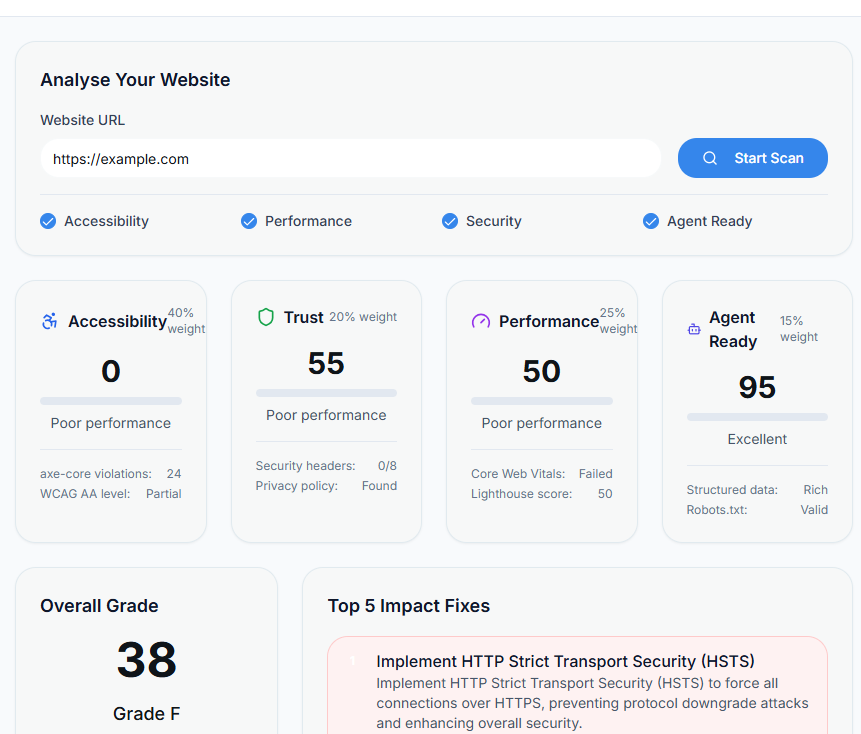 Analyse Your Website
Website URL
https://example.com
Start Scan
Accessibility
Performance
Security
Agent Ready
Accessibility
40%
weight
0
Poor performance
axe-core violations: 24
WCAG AA level: Partial
Trust 20% weight
55
Poor performance
Security headers: 0/8
Privacy policy: Found
Performance
25%
weight
50
Poor performance
Core Web Vitals: Failed
Lighthouse score: 50
Agent
Ready
15%
weight
95
Excellent
Structured data: Rich
Robots.txt: Valid
Overall Grade
38
Grade F
Top 5 Impact Fixes
1
Implement HTTP Strict Transport Security (HSTS)
Implement HTTP Strict Transport Security (HSTS) to force all
connections over HTTPS, preventing protocol downgrade attacks
and enhancing overall security.